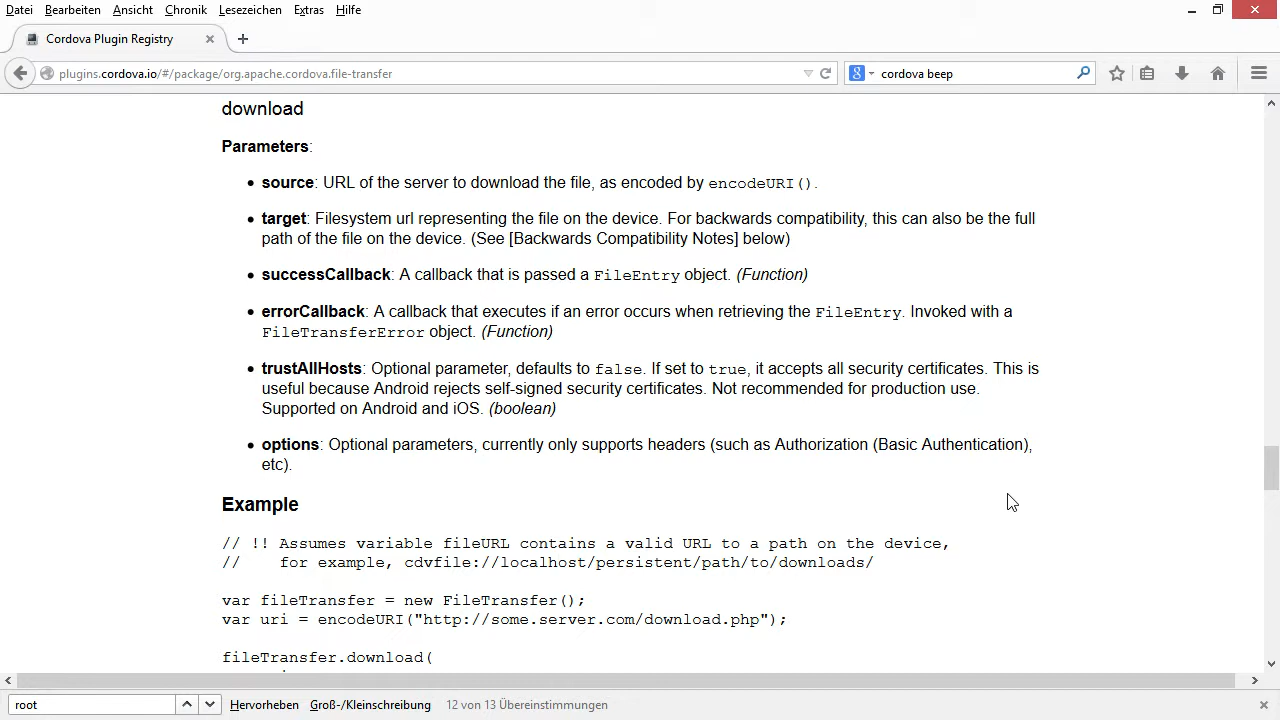 Datei Bearbeiten Ansicht Chronik Lesezeichen Extras Hilfe
Cordova Plugin Registry
plugins.cordova.io/#/package/org.apache.cordova.file-transfer
cordova beep
download
Parameters:
source: URL of the server to download the file, as encoded by encodeURI().
target: Filesystem url representing the file on the device. For backwards compatibility, this can also be the full
path of the file on the device. (See [Backwards Compatibility Notes] below)
successCallback: A callback that is passed a FileEntry object. (Function)
errorCallback: A callback that executes if an error occurs when retrieving the FileEntry. Invoked with a
FileTransferError object. (Function)
trustAllHosts: Optional parameter, defaults to false. If set to true, it accepts all security certificates. This is
useful because Android rejects self-signed security certificates. Not recommended for production use.
Supported on Android and iOS. (boolean)
options: Optional parameters, currently only supports headers (such as Authorization (Basic Authentication),
etc).
Example
// !! Assumes variable fileURL contains a valid URL to a path on the device,
//    for example, cdvfile://localhost/persistent/path/to/downloads/
var fileTransfer = new FileTransfer();
var uri = encodeURI("http://some.server.com/download.php");
fileTransfer.download(
root
Hervorheben Groß-/Kleinschreibung 12 von 13 Übereinstimmungen